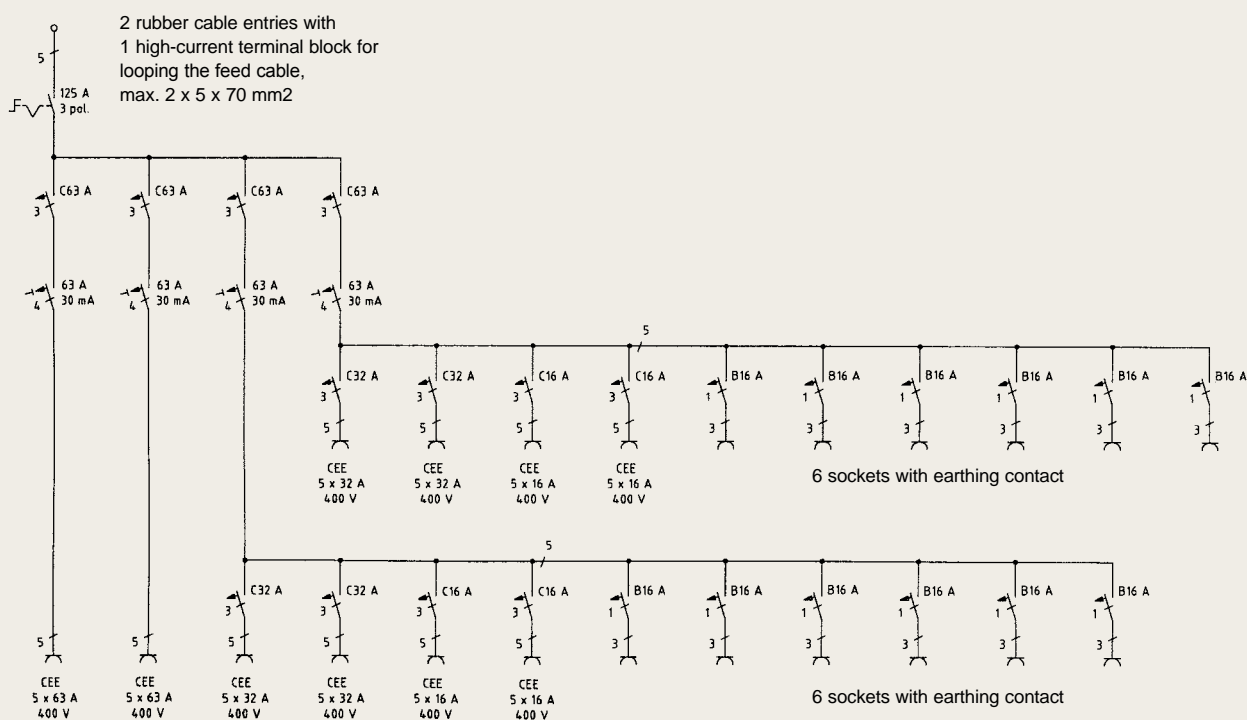 2 rubber cable entries with
1 high-current terminal block for
looping the feed cable,
max. 2 x 5 x 70 mm2
5
125 A
3 pol.
C63 A C63 A C63 A C63 A
3 3 3 3
63 A 63 A 63 A 63 A
4 30 mA 4 30 mA 4 30 mA 4 30 mA
5
C32 A C32 A C16 A C16 A B16 A B16 A B16 A B16 A B16 A B16 A
3 3 3 3 1 1 1 1 1 1
5 5 5 5 3 3 3 3 3 3
CEE CEE CEE CEE
5 x 32 A 5 x 32 A 5 x 16 A 5 x 16 A
400 V 400 V 400 V 400 V
6 sockets with earthing contact
5
C32 A C32 A C16 A C16 A B16 A B16 A B16 A B16 A B16 A B16 A
3 3 3 3 1 1 1 1 1 1
5 5 5 5 5 5 3 3 3 3 3 3
CEE CEE CEE CEE CEE CEE
5 x 63 A 5 x 63 A 5 x 32 A 5 x 32 A 5 x 16 A 5 x 16 A
400 V 400 V 400 V 400 V 400 V 400 V
6 sockets with earthing contact